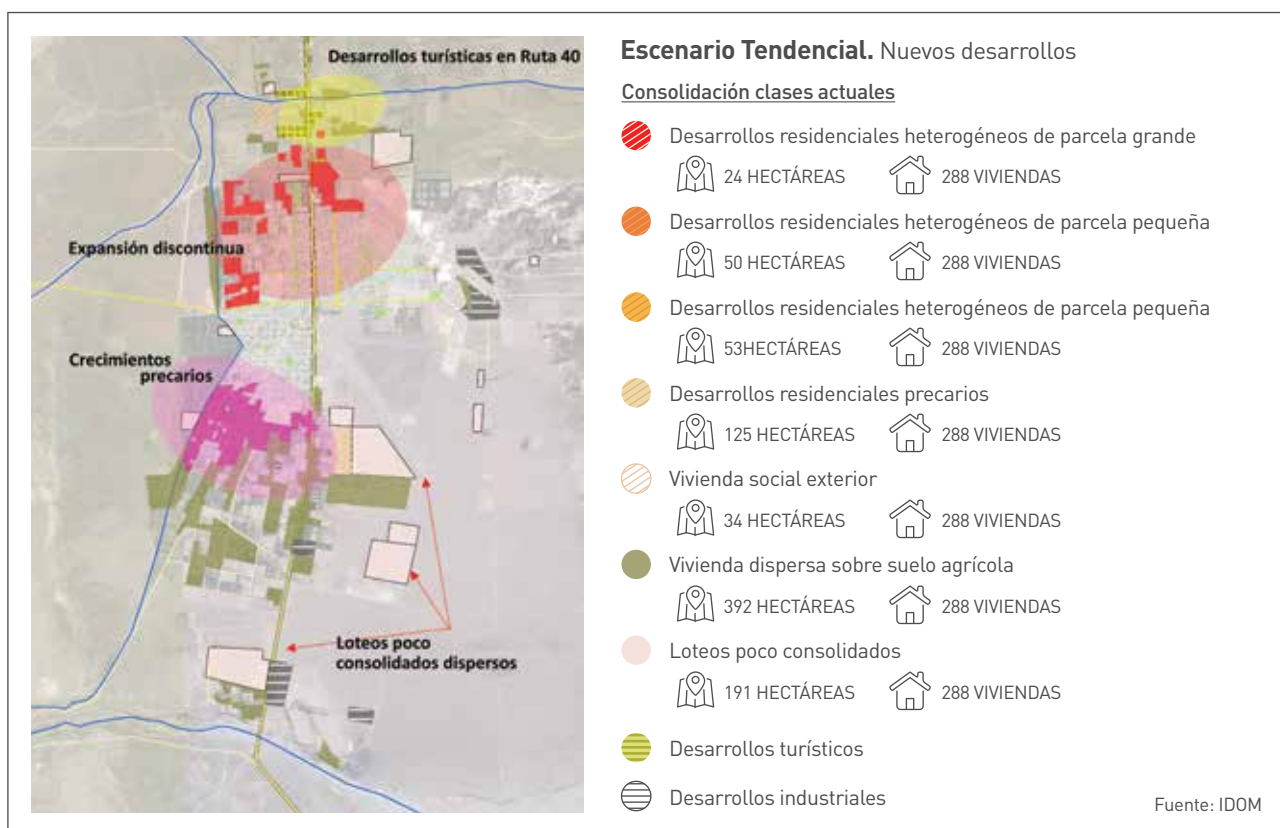 Desarrollos turísticas en Ruta 40
Expansión discontinua
Crecimientos
precarios
Loteos poco
consolidados dispersos
Escenario Tendencial. Nuevos desarrollos
Consolidación clases actuales
Desarrollos residenciales heterogéneos de parcela grande
24 HECTÁREAS 288 VIVIENDAS
Desarrollos residenciales heterogéneos de parcela pequeña
50 HECTÁREAS 288 VIVIENDAS
Desarrollos residenciales heterogéneos de parcela pequeña
53HECTÁREAS 288 VIVIENDAS
Desarrollos residenciales precarios
125 HECTÁREAS 288 VIVIENDAS
Vivienda social exterior
34 HECTÁREAS 288 VIVIENDAS
Vivienda dispersa sobre suelo agrícola
392 HECTÁREAS 288 VIVIENDAS
Loteos poco consolidados
191 HECTÁREAS 288 VIVIENDAS
Desarrollos turísticos
Desarrollos industriales
Fuente: IDOM